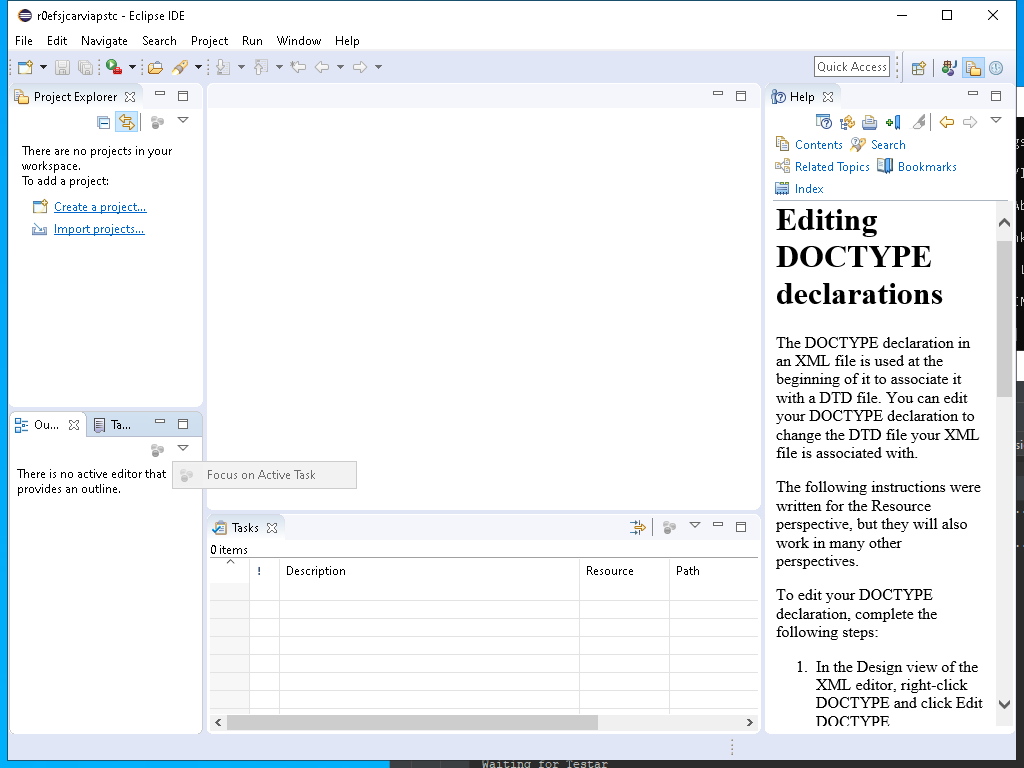 r0efsjcarviapstc - Eclipse IDE
File Edit Navigate Search Project Run Window Help
Quick Access
Project Explorer
There are no projects in your
workspace.
To add a project:
Create a project...
Import projects...
Ou...
Ta...
There is no active editor that
provides an outline.
Focus on Active Task
Tasks
0 items
! Description Resource Path
Help
Contents Search
Related Topics Bookmarks
Index
Editing
DOCTYPE
declarations
The DOCTYPE declaration in
an XML file is used at the
beginning of it to associate it
with a DTD file. You can edit
your DOCTYPE declaration to
change the DTD file your XML
file is associated with.
The following instructions were
written for the Resource
perspective, but they will also
work in many other
perspectives.
To edit your DOCTYPE
declaration, complete the
following steps:
1. In the Design view of the
XML editor, right-click
DOCTYPE and click Edit
DOCTYPE
Waiting for Testar